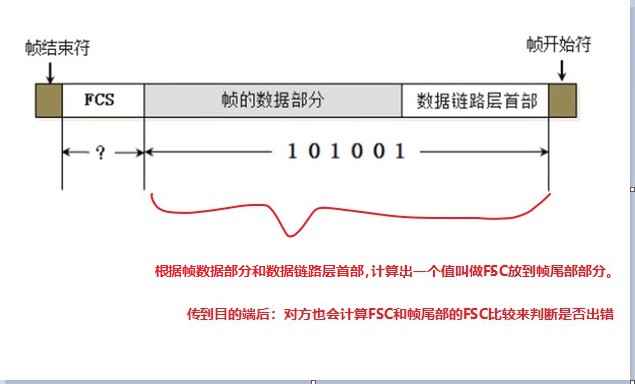 帧结束符
帧开始符
FCS
帧的数据部分
数据链路层首部
?
1 0 1 0 0 1
根据帧数据部分和数据链路层首部，计算出一个值叫做FSC放到帧尾部部分。
传到目的端后：对方也会计算FSC和帧尾部的FSC比较来判断是否出错